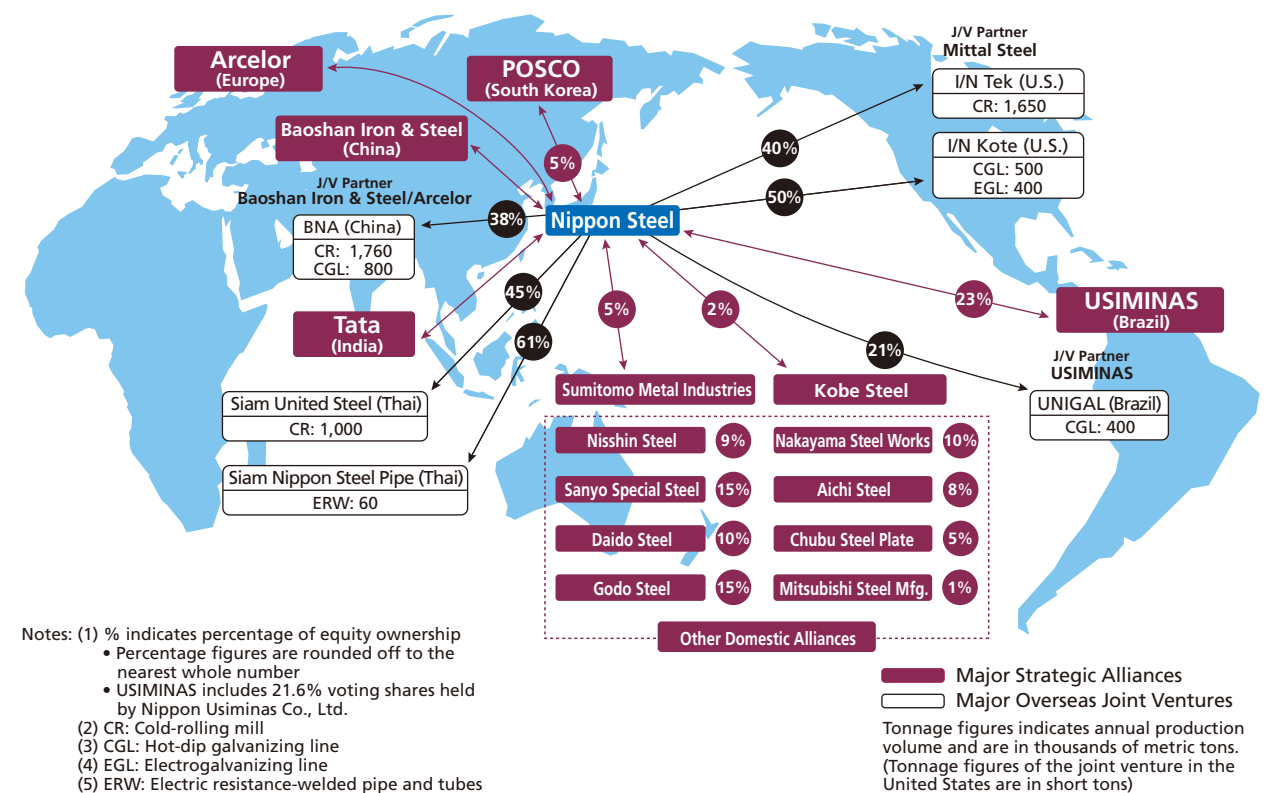 Arcelor
(Europe)
POSCO
(South Korea)
J/V Partner
Mittal Steel
I/N Tek (U.S.)
CR: 1,650
Baoshan Iron & Steel
(China)
5%
40%
I/N Kote (U.S.)
CGL: 500
EGL: 400
J/V Partner
Baoshan Iron & Steel/Arcelor
50%
BNA (China)
CR: 1,760
CGL: 800
38%
Nippon Steel
45%
5%
2%
23%
USIMINAS
(Brazil)
Tata
(India)
61%
21%
J/V Partner
USIMINAS
Sumitomo Metal Industries
Kobe Steel
UNIGAL (Brazil)
CGL: 400
Siam United Steel (Thai)
CR: 1,000
Nisshin Steel 9% Nakayama Steel Works 10%
Siam Nippon Steel Pipe (Thai)
ERW: 60
Sanyo Special Steel 15% Aichi Steel 8%
Daido Steel 10% Chubu Steel Plate 5%
Godo Steel 15% Mitsubishi Steel Mfg. 1%
Other Domestic Alliances
Notes: (1) % indicates percentage of equity ownership
• Percentage figures are rounded off to the
nearest whole number
• USIMINAS includes 21.6% voting shares held
by Nippon Usiminas Co., Ltd.
(2) CR: Cold-rolling mill
(3) CGL: Hot-dip galvanizing line
(4) EGL: Electrogalvanizing line
(5) ERW: Electric resistance-welded pipe and tubes
Major Strategic Alliances
Major Overseas Joint Ventures
Tonnage figures indicates annual production
volume and are in thousands of metric tons.
(Tonnage figures of the joint venture in the
United States are in short tons)